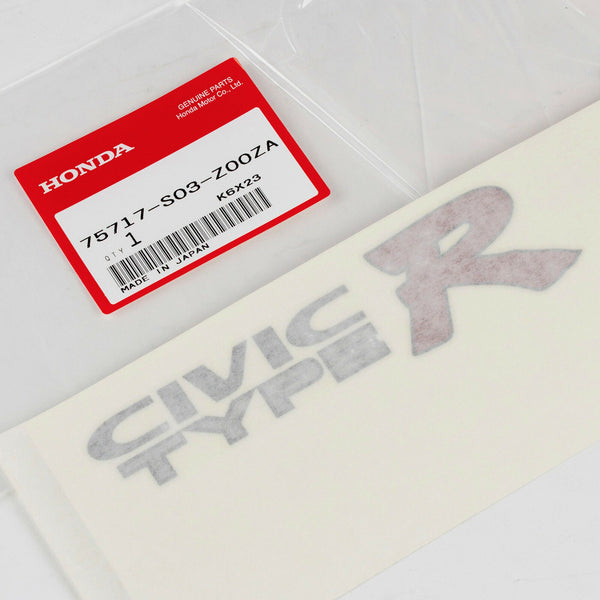 GENUINE PARTS
Honda Motor Co., Ltd.
HONDA
75717-S03-Z00ZA
K6X23
QTY 1
MADE IN JAPAN
CIVIC
TYPE R